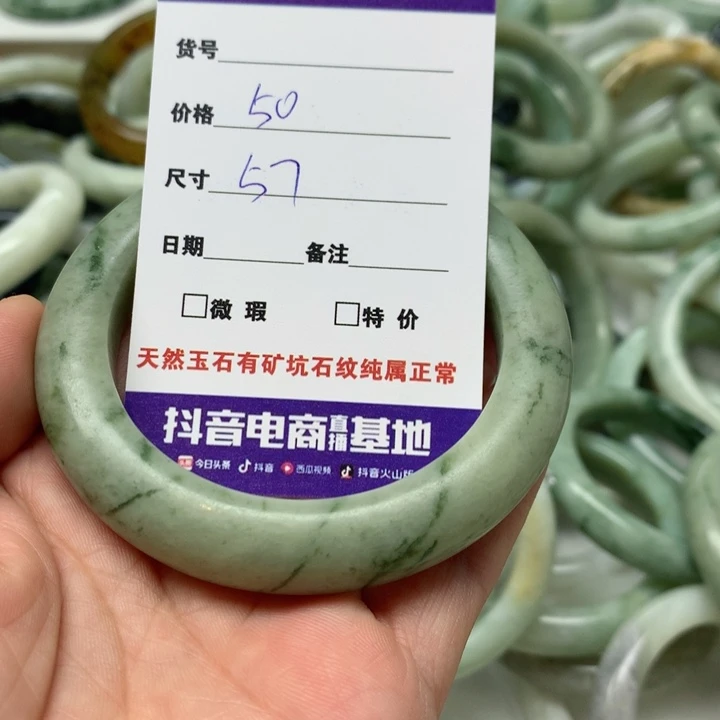 货号
价格 50
尺寸 57
日期 备注
□微瑕 □特价
天然玉石有矿坑石纹纯属正常
抖音电商直播基地
今日头条 抖音 西瓜视频 抖音火山版